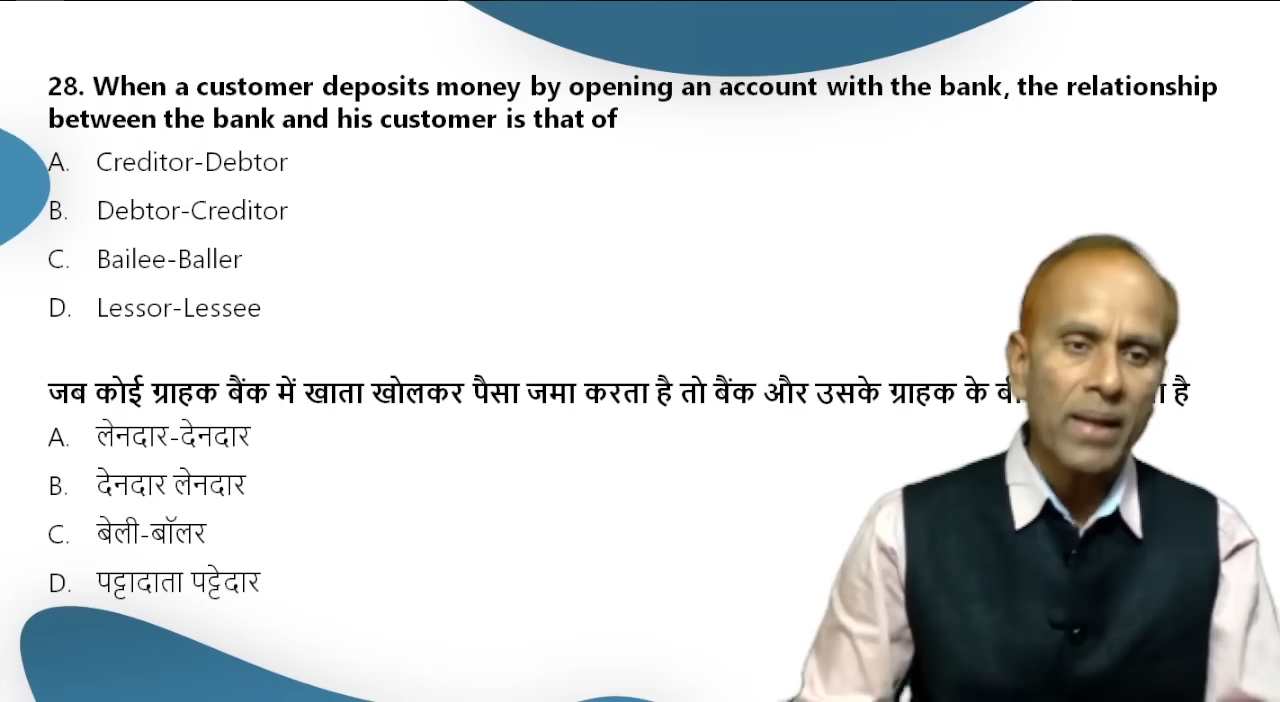 28. When a customer deposits money by opening an account with the bank, the relationship
between the bank and his customer is that of
A. Creditor-Debtor
B. Debtor-Creditor
C. Bailee-Baller
D. Lessor-Lessee
जब कोई ग्राहक बैंक में खाता खोलकर पैसा जमा करता है तो बैंक और उसके ग्राहक के है
A. लेनदार-देनदार
B. देनदार लेनदार
C. बेली-बॉलर
D. पट्टादाता पट्टेदार